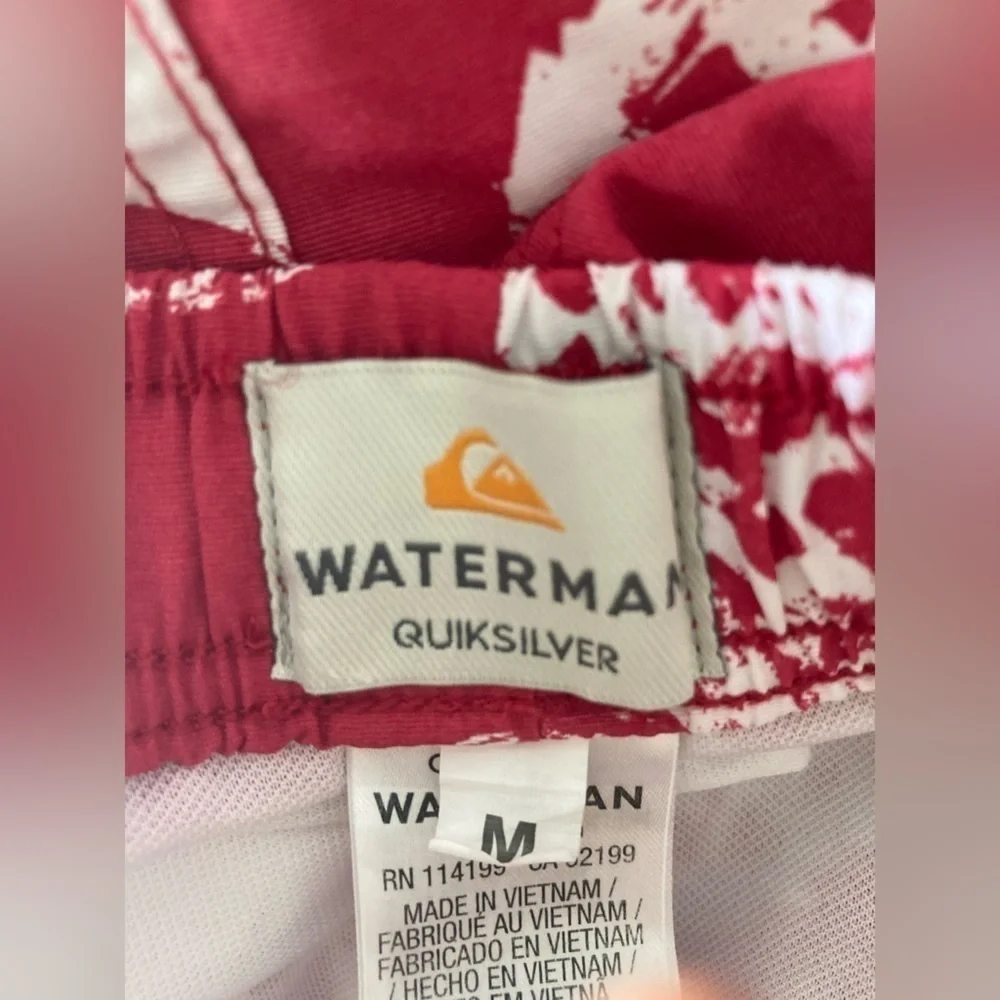 WATERMAN
QUIKSILVER
M
RN 114199
MADE IN VIETNAM /
FABRIQUÉ AU VIETNAM /
FABRICADO EN VIETNAM
/ HECHO EN VIETNAM /